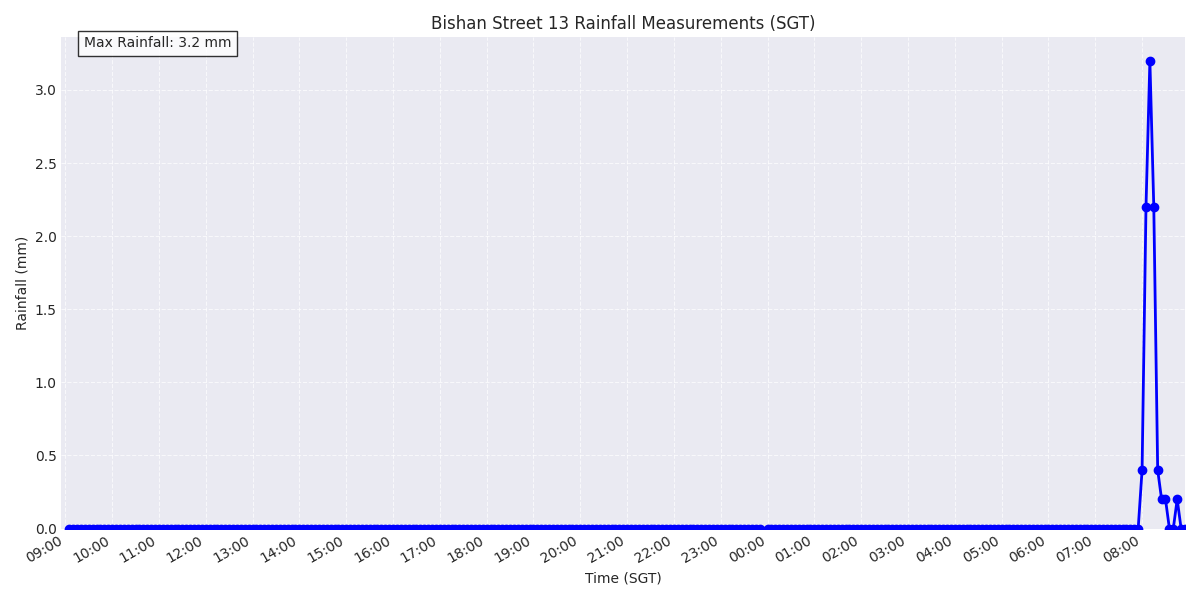 Bishan Street 13 Rainfall Measurements (SGT)
Max Rainfall: 3.2 mm
Rainfall (mm)
3.0
2.5
2.0
1.5
1.0
0.5
0.0
09:00 10:00 11:00 12:00 13:00 14:00 15:00 16:00 17:00 18:00 19:00 20:00 21:00 22:00 23:00 00:00 01:00 02:00 03:00 04:00 05:00 06:00 07:00 08:00
Time (SGT)